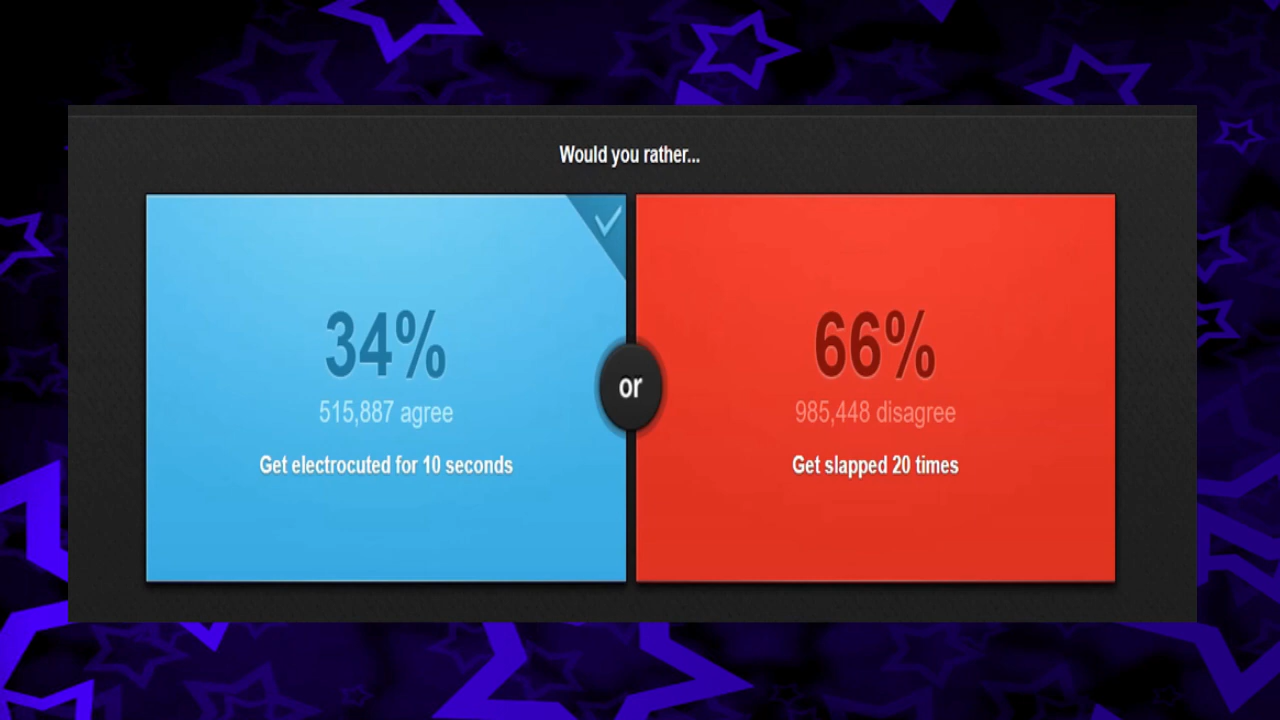 Would you rather...
34%
515,887 agree
Get electrocuted for 10 seconds
or
66%
985,448 disagree
Get slapped 20 times